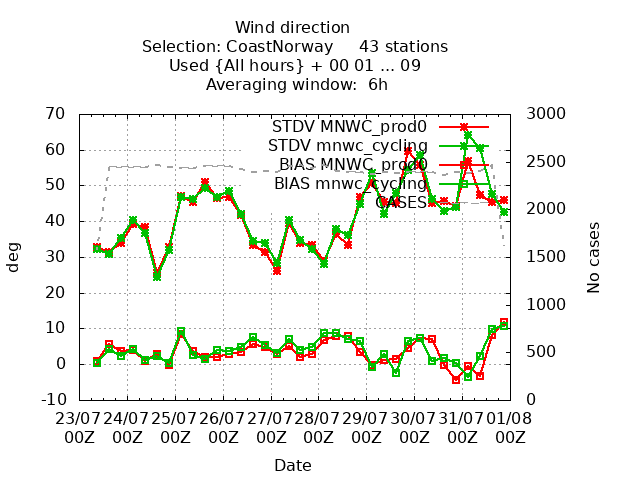 Wind direction
Selection: CoastNorway 43 stations
Used {All hours} + 00 01 ... 09
Averaging window: 6h
70 3000
STDV MNWC_prod0
STDV mnwc_cycling
BIAS MNWC_prod0
BIAS mnwc_cycling
CASES
60 2500
50 2000
40
30 1500
20 1000
10 500
0
-10 0
deg
No cases
23/07 24/07 25/07 26/07 27/07 28/07 29/07 30/07 31/07 01/08
00Z 00Z 00Z 00Z 00Z 00Z 00Z 00Z 00Z 00Z
Date